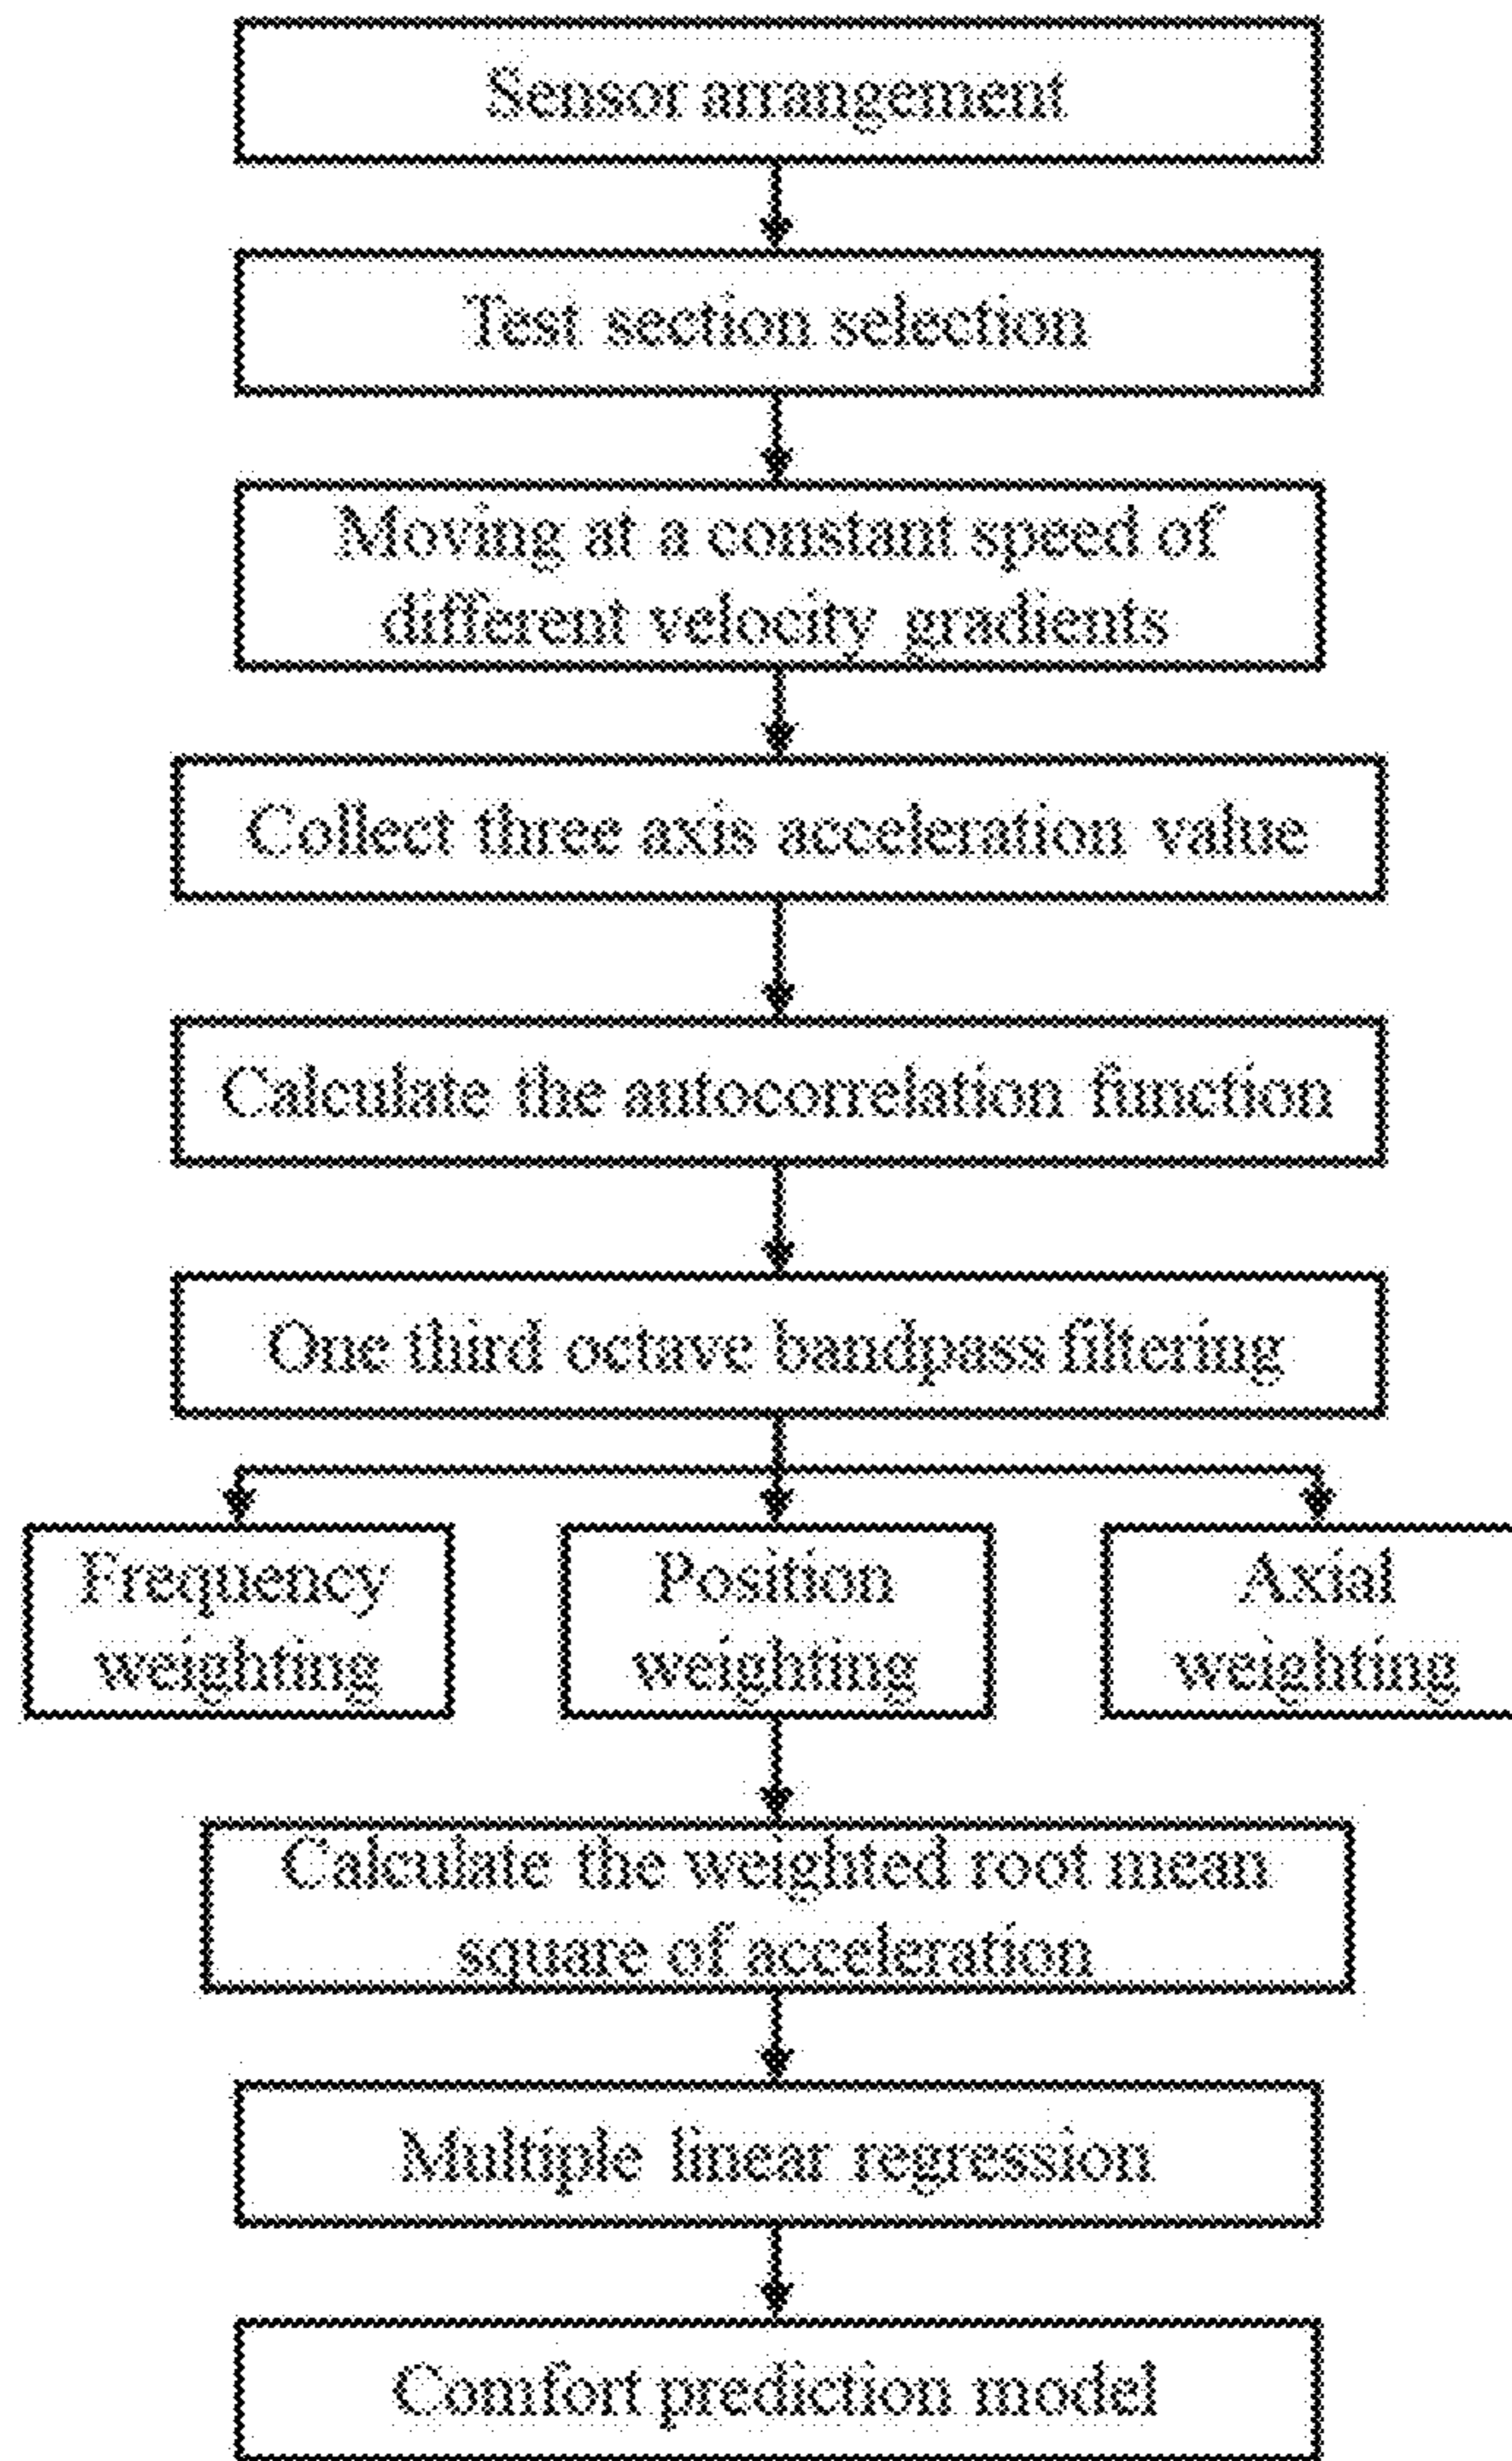 Sensor arrangement
Test section selection
Moving at a constant speed of
different velocity gradients
Collect three axis acceleration value
Calculate the autocorrelation function
One third octave bandpass filtering
Frequency
weighting
Position
weighting
Axial
weighting
Calculate the weighted root mean
square of acceleration
Multiple linear regression
Comfort prediction model